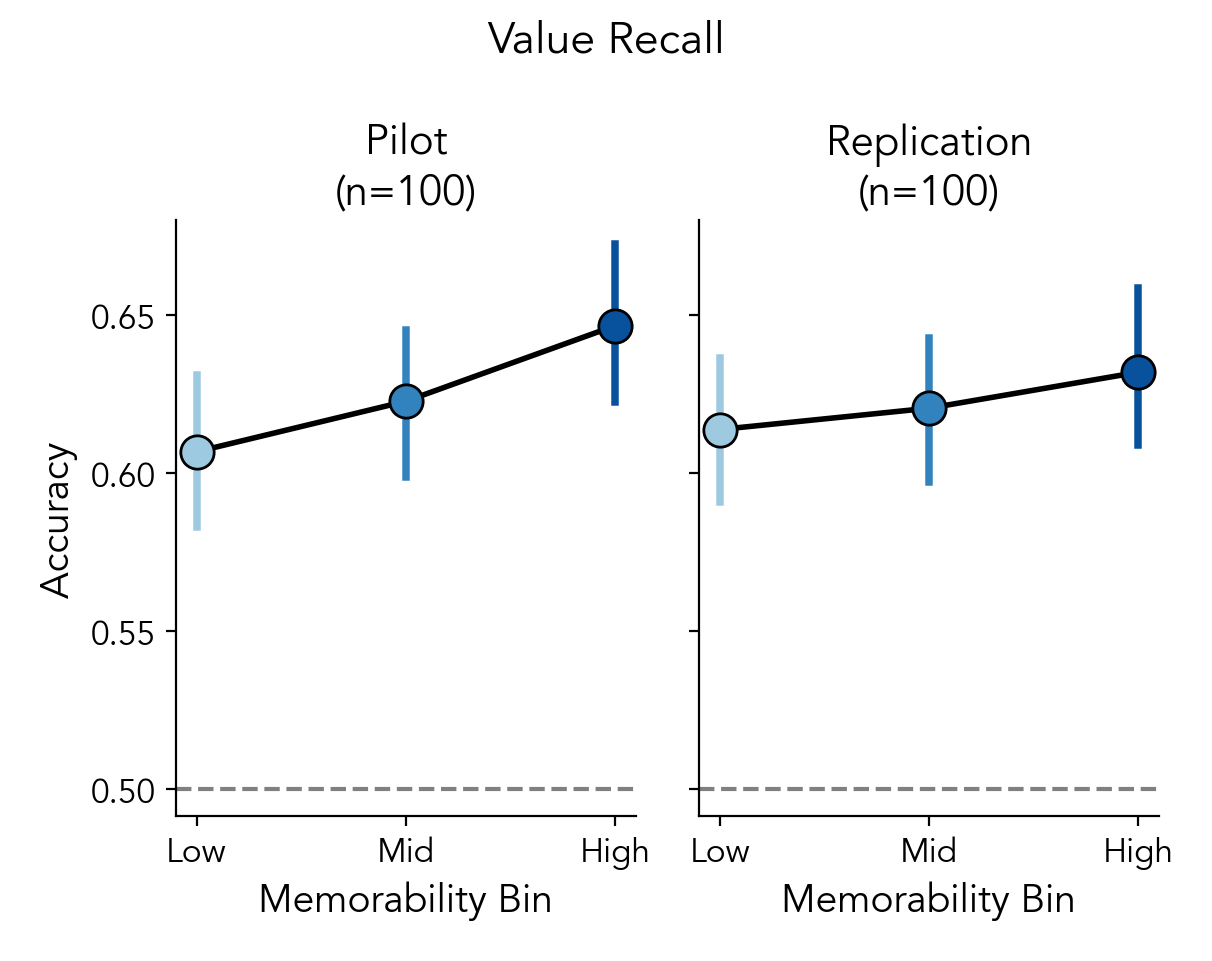 Value Recall
Pilot
(n=100)
Replication
(n=100)
Accuracy
0.65
0.60
0.55
0.50
Low Mid High
Low Mid High
Memorability Bin
Memorability Bin